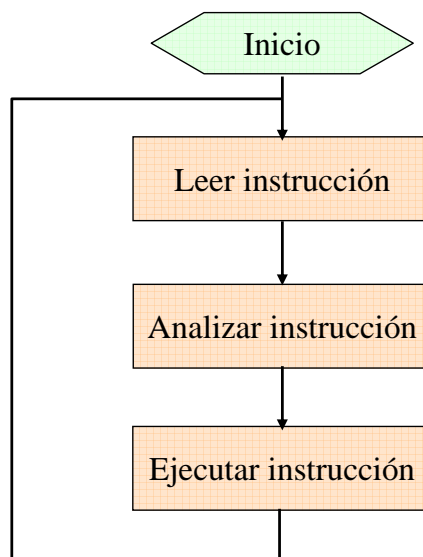 Inicio
Leer instrucción
Analizar instrucción
Ejecutar instrucción